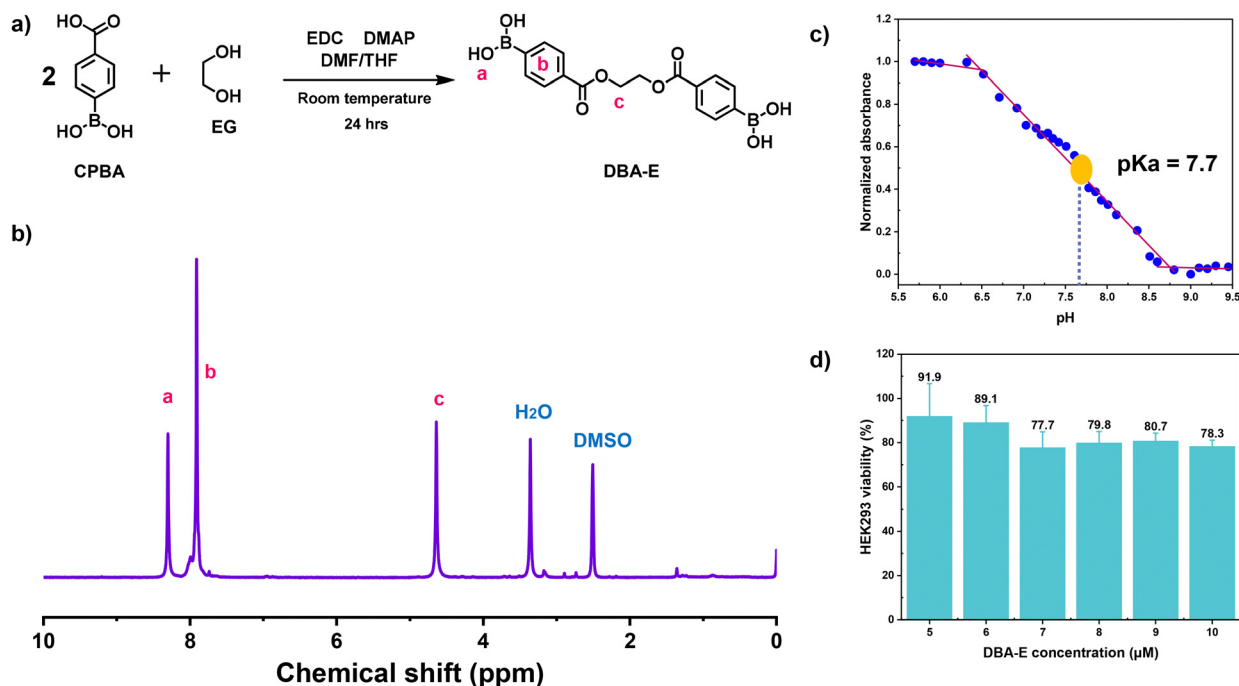 a)
HO
O
2
HO
B
OH
CPBA
+
OH
OH
EG
EDC DMAP
DMF/THF
Room temperature
24 hrs
OH
HO
B
a
b
O
O
c
O
O
B
OH
OH
DBA-E
b)
a
b
c
H2O
DMSO
10
8
6
4
2
0
Chemical shift (ppm)
c)
Normalized absorbance
1.2
1.0
0.8
0.6
0.4
0.2
0.0
pKa = 7.7
5.5 6.0 6.5 7.0 7.5 8.0 8.5 9.0 9.5
pH
d)
HEK293 viability (%)
120
100
80
60
40
20
0
91.9
89.1
77.7
79.8
80.7
78.3
5 6 7 8 9 10
DBA-E concentration (μM)